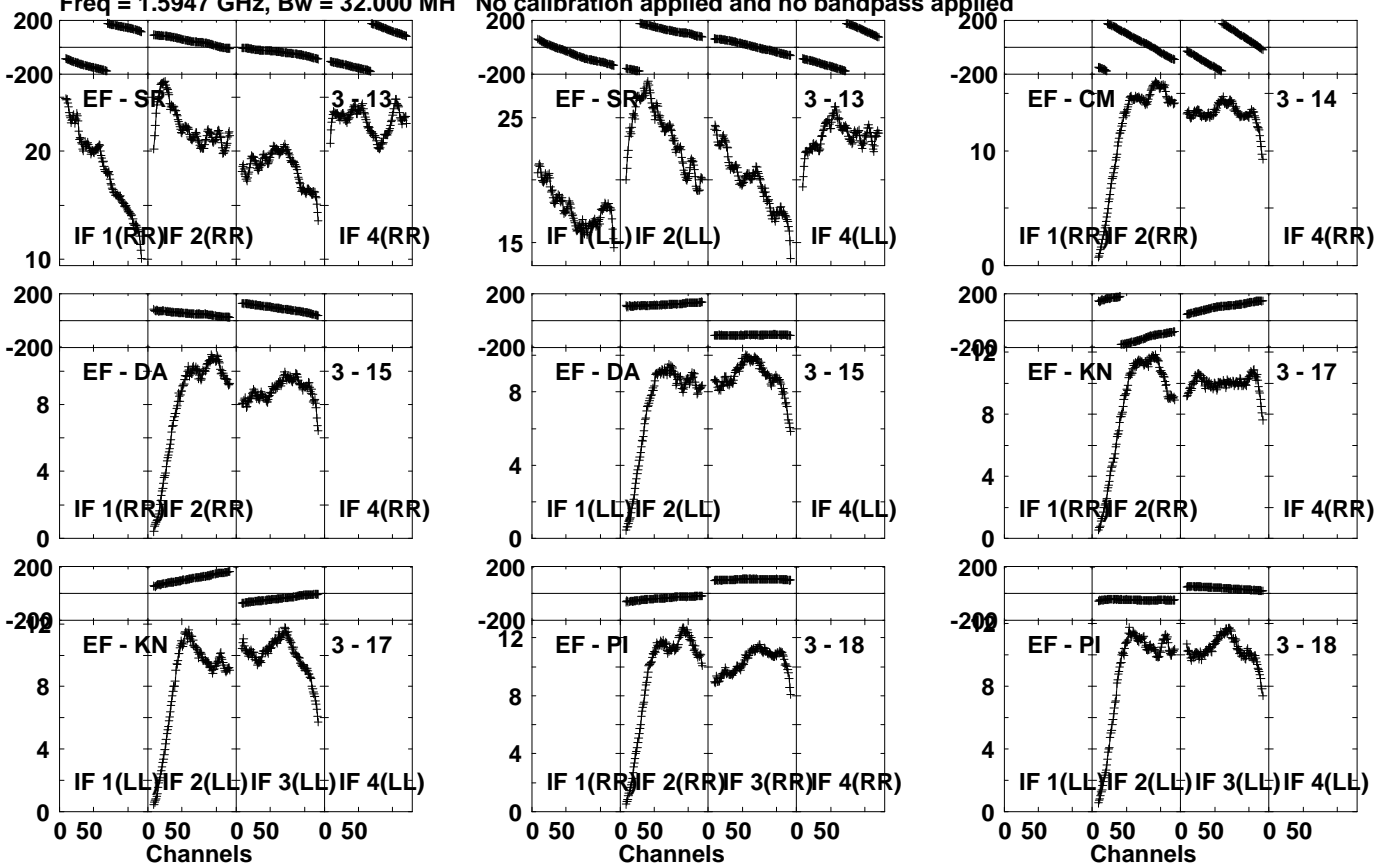 Freq = 1.5947 GHz, Bw = 32.000 MH No calibration applied and no bandpass applied
200 200 200
-200 -200 -200
EF - SR 3 - 13 EF - SR 3 - 13 EF - CM 3 - 14
25
20 10
IF 1(RR) IF 2(RR) IF 4(RR) IF 1(LL) IF 2(LL) IF 4(LL) IF 1(RR) IF 2(RR) IF 4(RR)
10 15 0
200 200 200
-200 -200 -200
12
EF - DA 3 - 15 EF - DA 3 - 15 EF - KN 3 - 17
8 8 8
4 4 4
IF 1(RR) IF 2(RR) IF 4(RR) IF 1(LL) IF 2(LL) IF 4(LL) IF 1(RR) IF 2(RR) IF 4(RR)
0 0 0
200 200 200
-200 -200 -200
12 12 12
EF - KN 3 - 17 EF - PI 3 - 18 EF - PI 3 - 18
8 8 8
4 4 4
IF 1(LL) IF 2(LL) IF 3(LL) IF 4(LL) IF 1(RR) IF 2(RR) IF 3(RR) IF 4(RR) IF 1(LL) IF 2(LL) IF 3(LL) IF 4(LL)
0 0 0
0 50 0 50 0 50 0 50 0 50 0 50 0 50 0 50 0 50 0 50 0 50 0 50
Channels Channels Channels